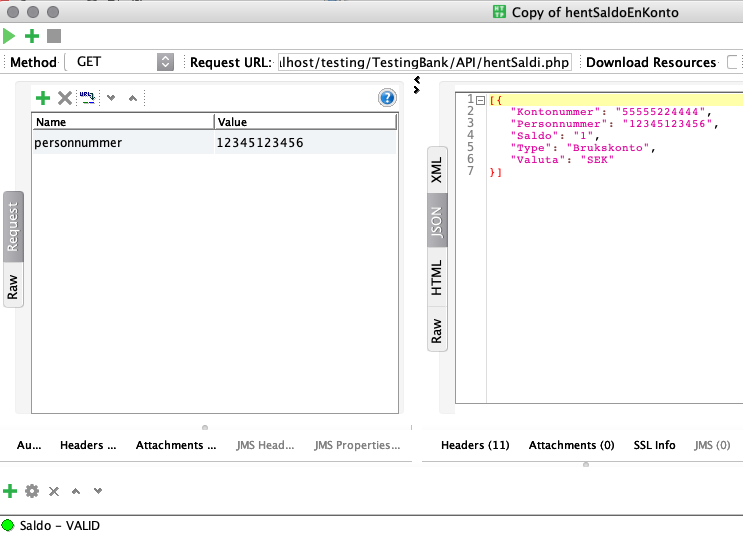 Copy of hentSaldoEnKonto
Method GET Request URL: alhost/testing/TestingBank/API/hentSaldi.php Download Resources
Name Value
personnummer 12345123456
Request
Raw
XML
JSON
HTML
Raw
1 [{
2 "Kontonummer": "55555224444",
3 "Personnummer": "12345123456",
4 "Saldo": "1",
5 "Type": "Brukskonto",
6 "Valuta": "SEK"
7 }]
Au... Headers ... Attachments ... JMS Head... JMS Properties...
Headers (11) Attachments (0) SSL Info JMS (0)
Saldo - VALID